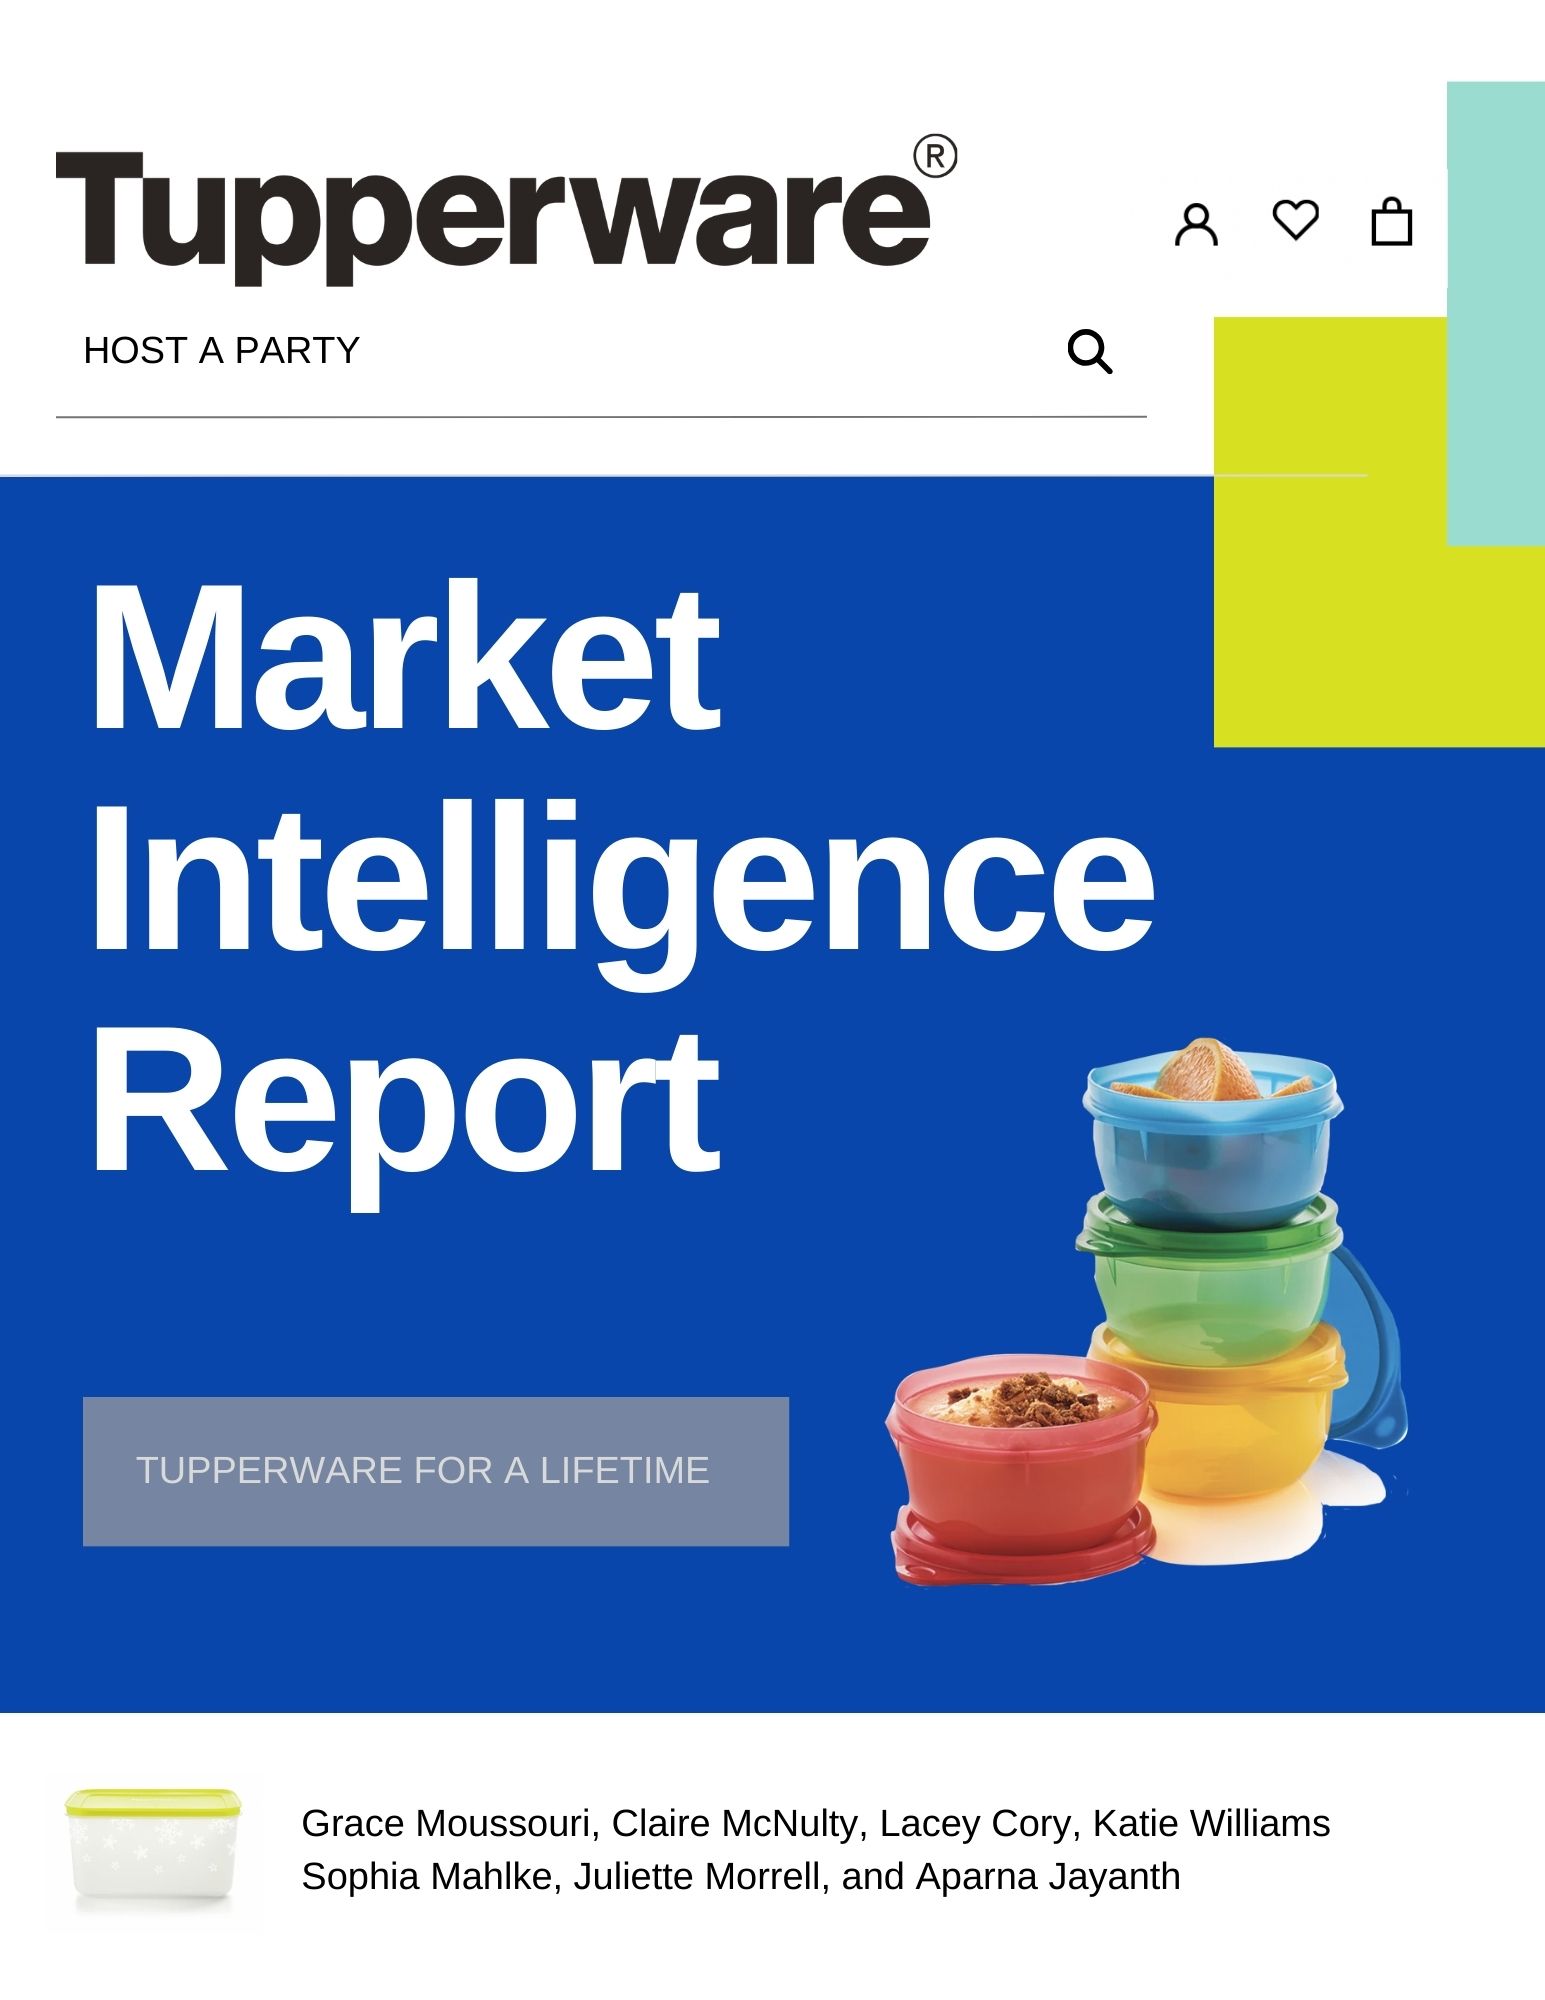 Tupperware®
HOST A PARTY
Market
Intelligence
Report
TUPPERWARE FOR A LIFETIME
Grace Moussouri, Claire McNulty, Lacey Cory, Katie Williams
Sophia Mahlke, Juliette Morrell, and Aparna Jayanth